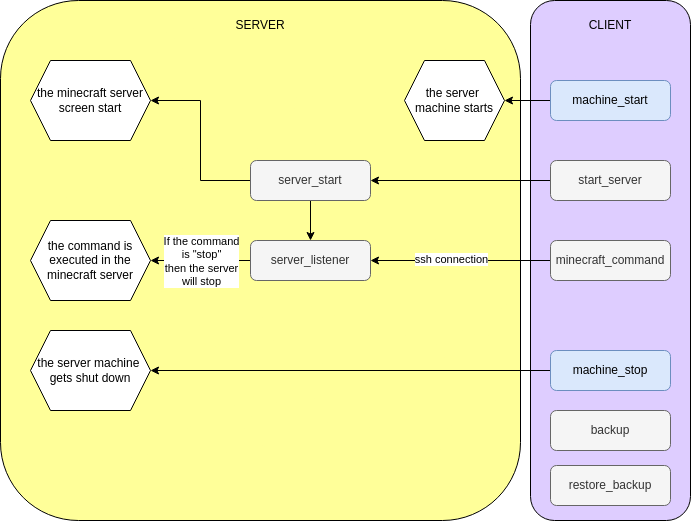 SERVER
CLIENT
the minecraft server
screen start
the server
machine starts
machine_start
server_start
start_server
the command is
executed in the
minecraft server
If the command
is "stop"
then the server
will stop
server_listener
ssh connection
minecraft_command
the server machine
gets shut down
machine_stop
backup
restore_backup